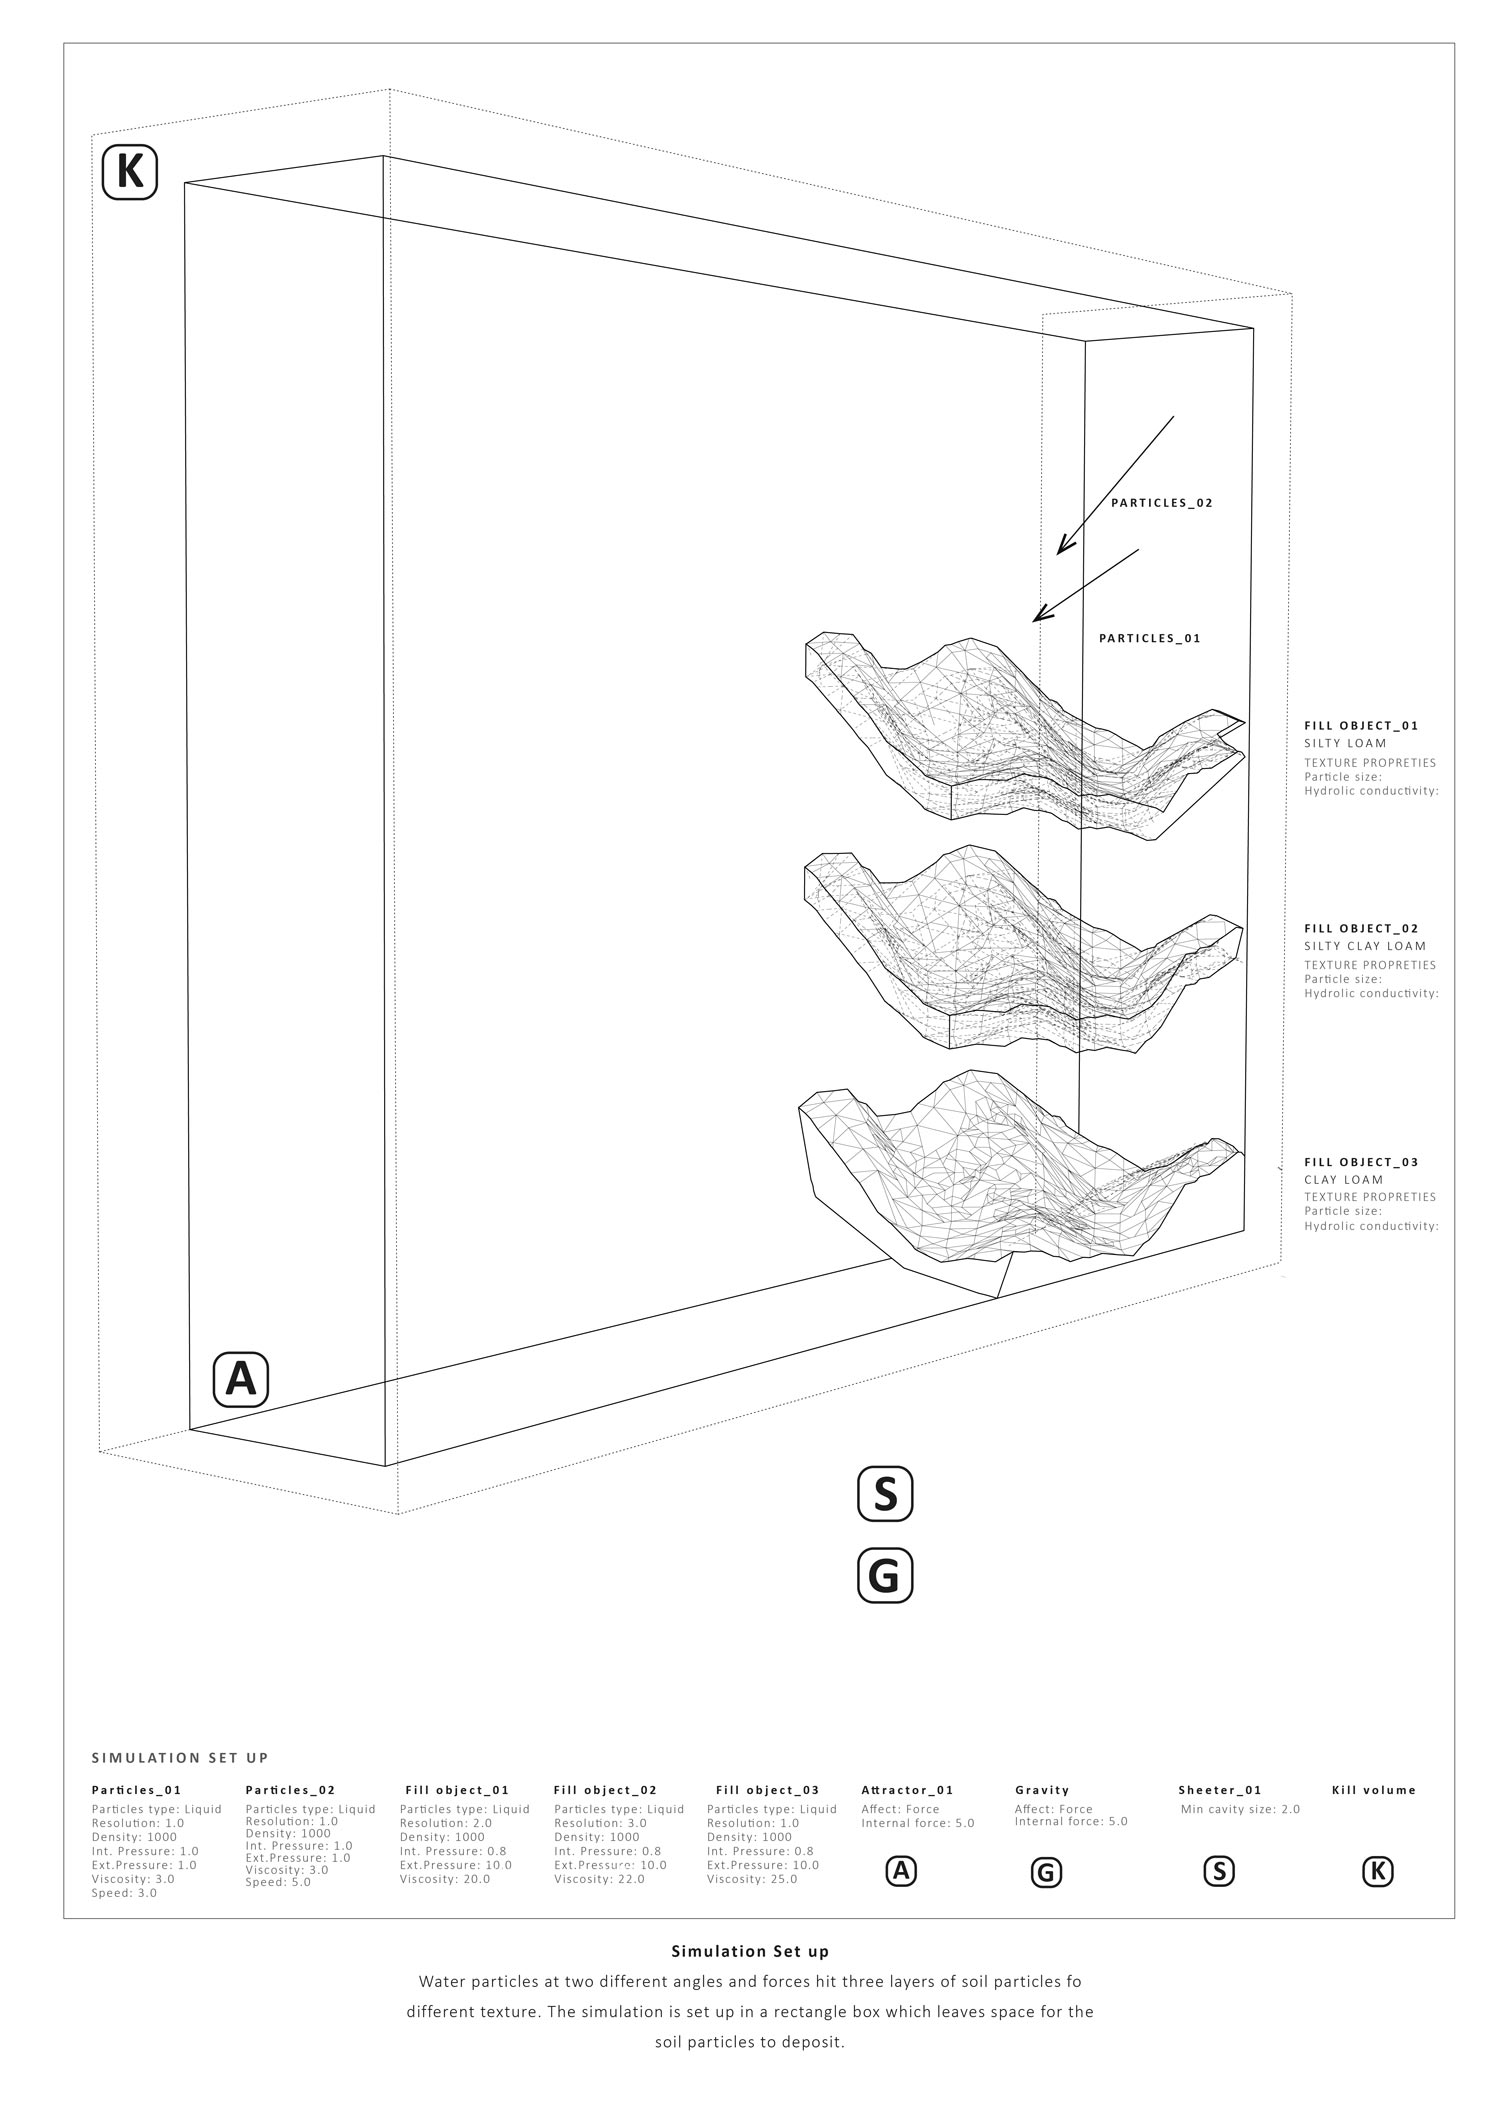 K
PARTICLES_02
PARTICLES_01
FILL OBJECT_01
SILTY LOAM
TEXTURE PROPRETIES
Particle size:
Hydrolic conductivity:
FILL OBJECT_02
SILTY CLAY LOAM
TEXTURE PROPRETIES
Particle size:
Hydrolic conductivity:
FILL OBJECT_03
CLAY LOAM
TEXTURE PROPRETIES
Particle size:
Hydrolic conductivity:
A
S
G
SIMULATION SET UP
Particles_01
Particles type: Liquid
Resolution: 1.0
Density: 1000
Int. Pressure: 1.0
Ext.Pressure: 1.0
Viscosity: 3.0
Speed: 3.0
Particles_02
Particles type: Liquid
Resolution: 1.0
Density: 1000
Int. Pressure: 1.0
Ext.Pressure: 1.0
Viscosity: 3.0
Speed: 5.0
Fill object_01
Particles type: Liquid
Resolution: 2.0
Density: 1000
Int. Pressure: 0.8
Ext.Pressure: 10.0
Viscosity: 20.0
Fill object_02
Particles type: Liquid
Resolution: 3.0
Density: 1000
Int. Pressure: 0.8
Ext.Pressure: 10.0
Viscosity: 22.0
Fill object_03
Particles type: Liquid
Resolution: 1.0
Density: 1000
Int. Pressure: 0.8
Ext.Pressure: 10.0
Viscosity: 25.0
Attractor_01
Affect: Force
Internal force: 5.0
A
Gravity
Affect: Force
Internal force: 5.0
G
Sheeter_01
Min cavity size: 2.0
S
Kill volume
K
Simulation Set up
Water particles at two different angles and forces hit three layers of soil particles fo
different texture. The simulation is set up in a rectangle box which leaves space for the
soil particles to deposit.